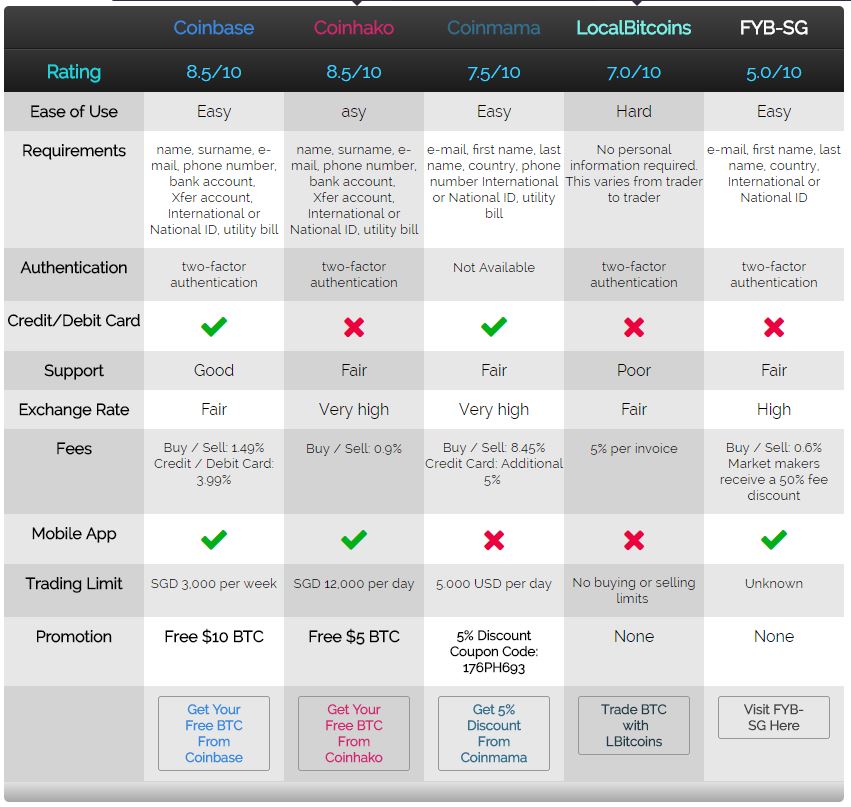 Coinbase Coinhako Coinmama LocalBitcoins FYB-SG
Rating 8.5/10 8.5/10 7.5/10 7.0/10 5.0/10
Ease of Use Easy asy Easy Hard Easy
Requirements
name, surname, e-
mail, phone number,
bank account,
Xfer account,
International or
National ID, utility bill
name, surname, e-
mail, phone number,
bank account,
Xfer account,
International or
National ID, utility bill
e-mail, first name, last
name, country, phone
number International
or National ID, utility
bill
No personal
information required.
This varies from trader
to trader
e-mail, first name, last
name, country,
International or
National ID
Authentication
two-factor
authentication
two-factor
authentication
Not Available
two-factor
authentication
two-factor
authentication
Credit/Debit Card
Support Good Fair Fair Poor Fair
Exchange Rate Fair Very high Very high Fair High
Fees
Buy / Sell: 1.49%
Credit / Debit Card:
3.99%
Buy / Sell: 0.9%
Buy / Sell: 8.45%
Credit Card: Additional
5%
5% per invoice
Buy / Sell: 0.6%
Market makers
receive a 50% fee
discount
Mobile App
Trading Limit
SGD 3,000 per week
SGD 12,000 per day
5.000 USD per day
No buying or selling
limits
Unknown
Promotion
Free $10 BTC
Free $5 BTC
5% Discount
Coupon Code:
176PH693
None
None
Get Your
Free BTC
From
Coinbase
Get Your
Free BTC
From
Coinhako
Get 5%
Discount
From
Coinmama
Trade BTC
with
LBitcoins
Visit FYB-
SG Here